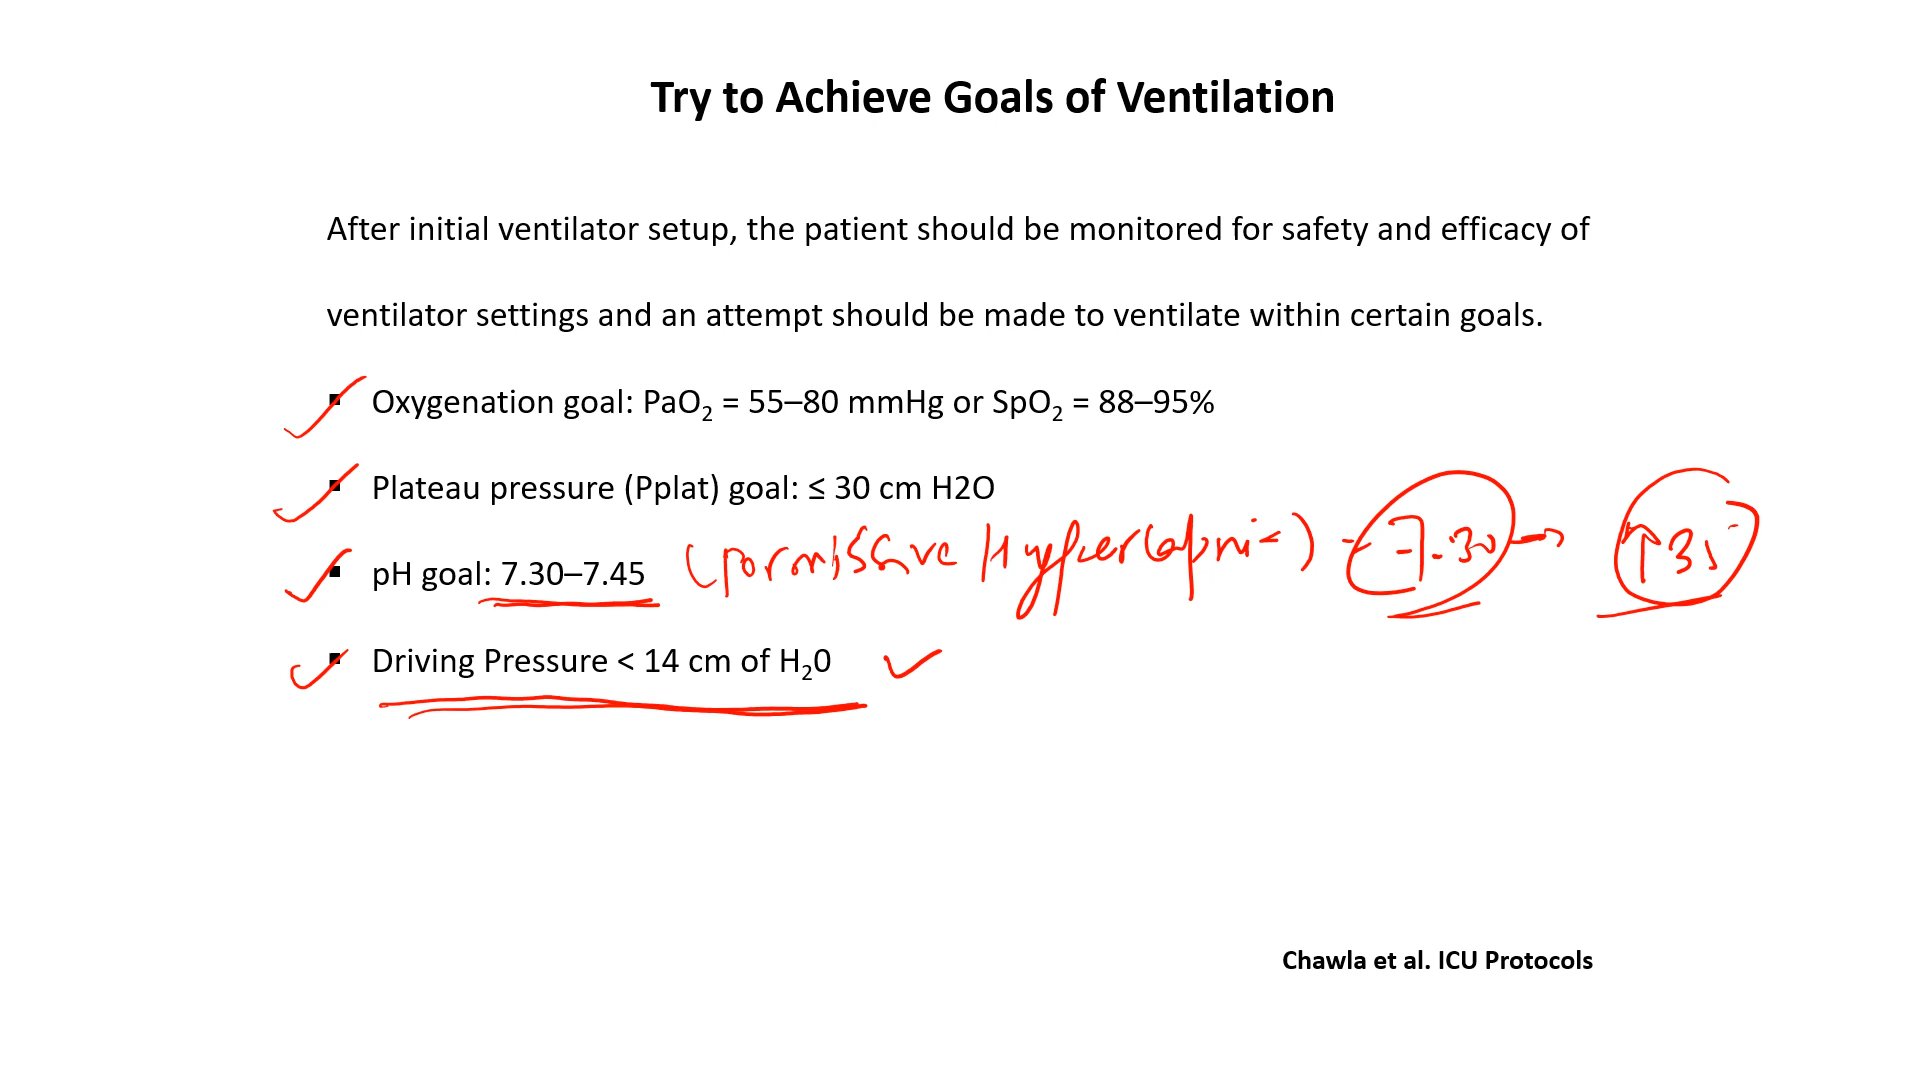 Try to Achieve Goals of Ventilation
After initial ventilator setup, the patient should be monitored for safety and efficacy of
ventilator settings and an attempt should be made to ventilate within certain goals.
▪ Oxygenation goal: PaO₂ = 55–80 mmHg or SpO₂ = 88–95%
▪ Plateau pressure (Pplat) goal: ≤ 30 cm H2O
▪ pH goal: 7.30–7.45 (permissive Hypercapnia) - 7.30 → ↑ 35
▪ Driving Pressure < 14 cm of H₂0
Chawla et al. ICU Protocols